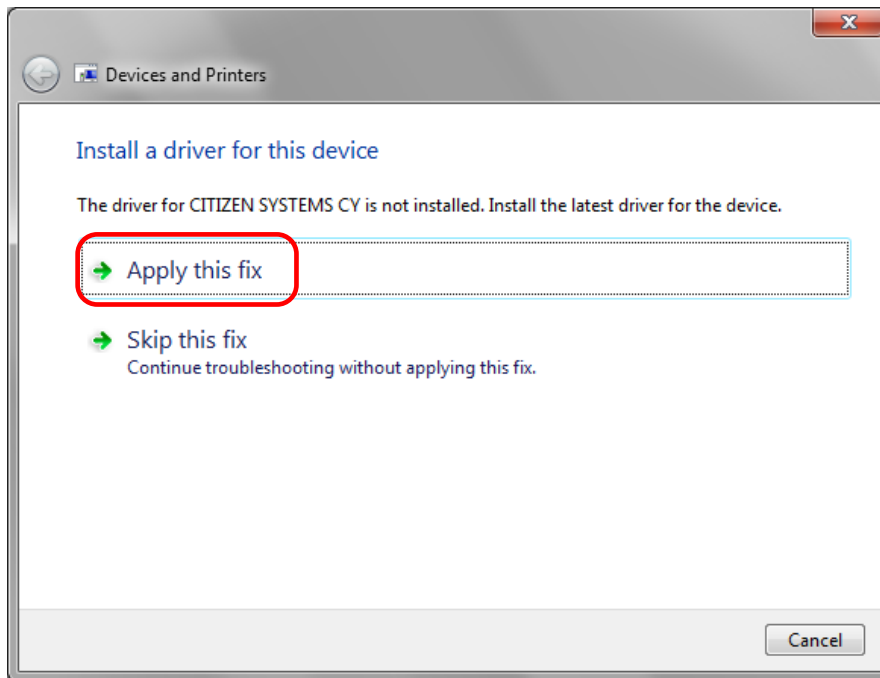 Devices and Printers
Install a driver for this device
The driver for CITIZEN SYSTEMS CY is not installed. Install the latest driver for the device.
Apply this fix
Skip this fix
Continue troubleshooting without applying this fix.
Cancel